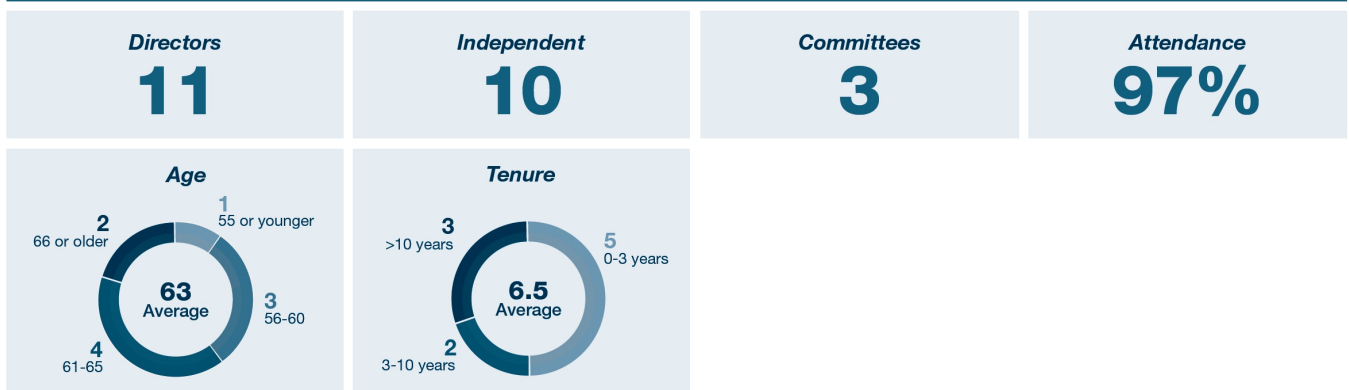 Directors
11
Independent
10
Committees
3
Attendance
97%
Age
1
55 or younger
3
56-60
4
61-65
2
66 or older
63
Average
Tenure
5
0-3 years
2
3-10 years
3
>10 years
6.5
Average